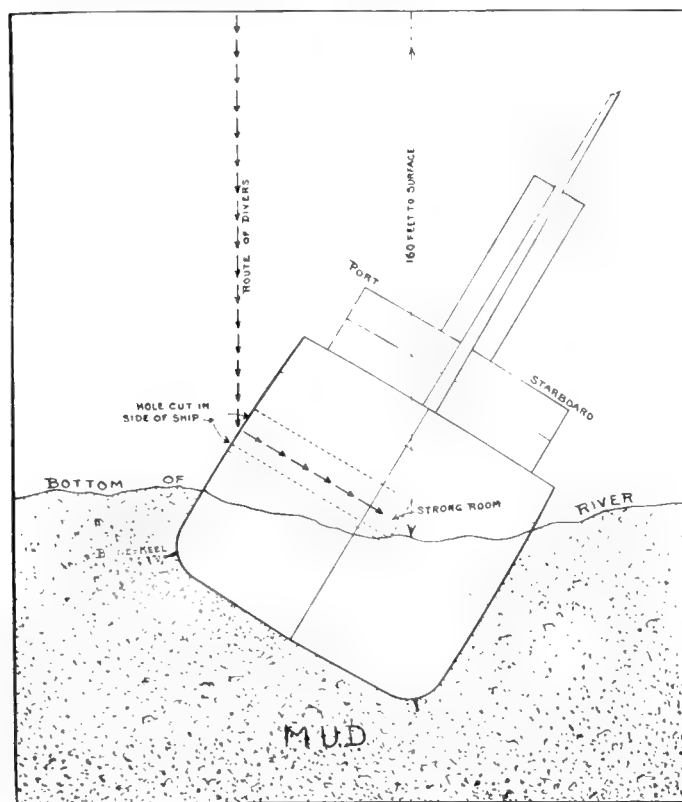 ROUTE OF DIVERS
160 FEET TO SURFACE
PORT
STARBOARD
HOLE CUT IN
SIDE OF SHIP
BOTTOM OF RIVER
STRONG ROOM
MUD